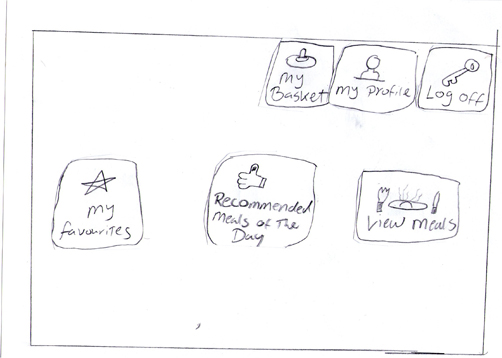 My
Basket
My Profile
Log off
My
favourites
Recommended
Meals of The
Day
View Meals